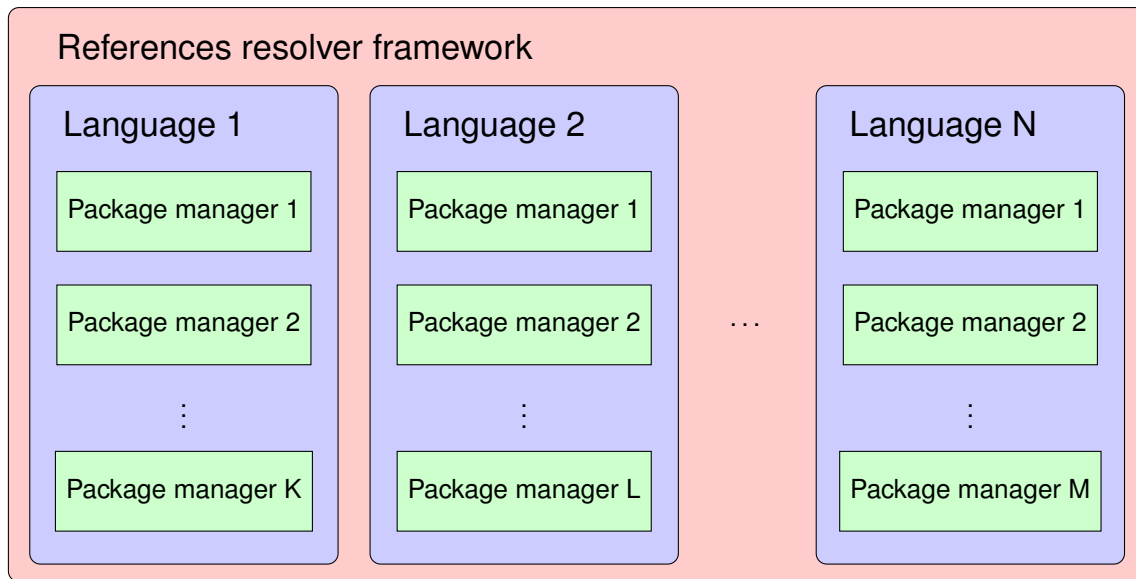 References resolver framework
Language 1
Package manager 1
Package manager 2
⋮
Package manager K
Language 2
Package manager 1
Package manager 2
⋮
Package manager L
...
Language N
Package manager 1
Package manager 2
⋮
Package manager M